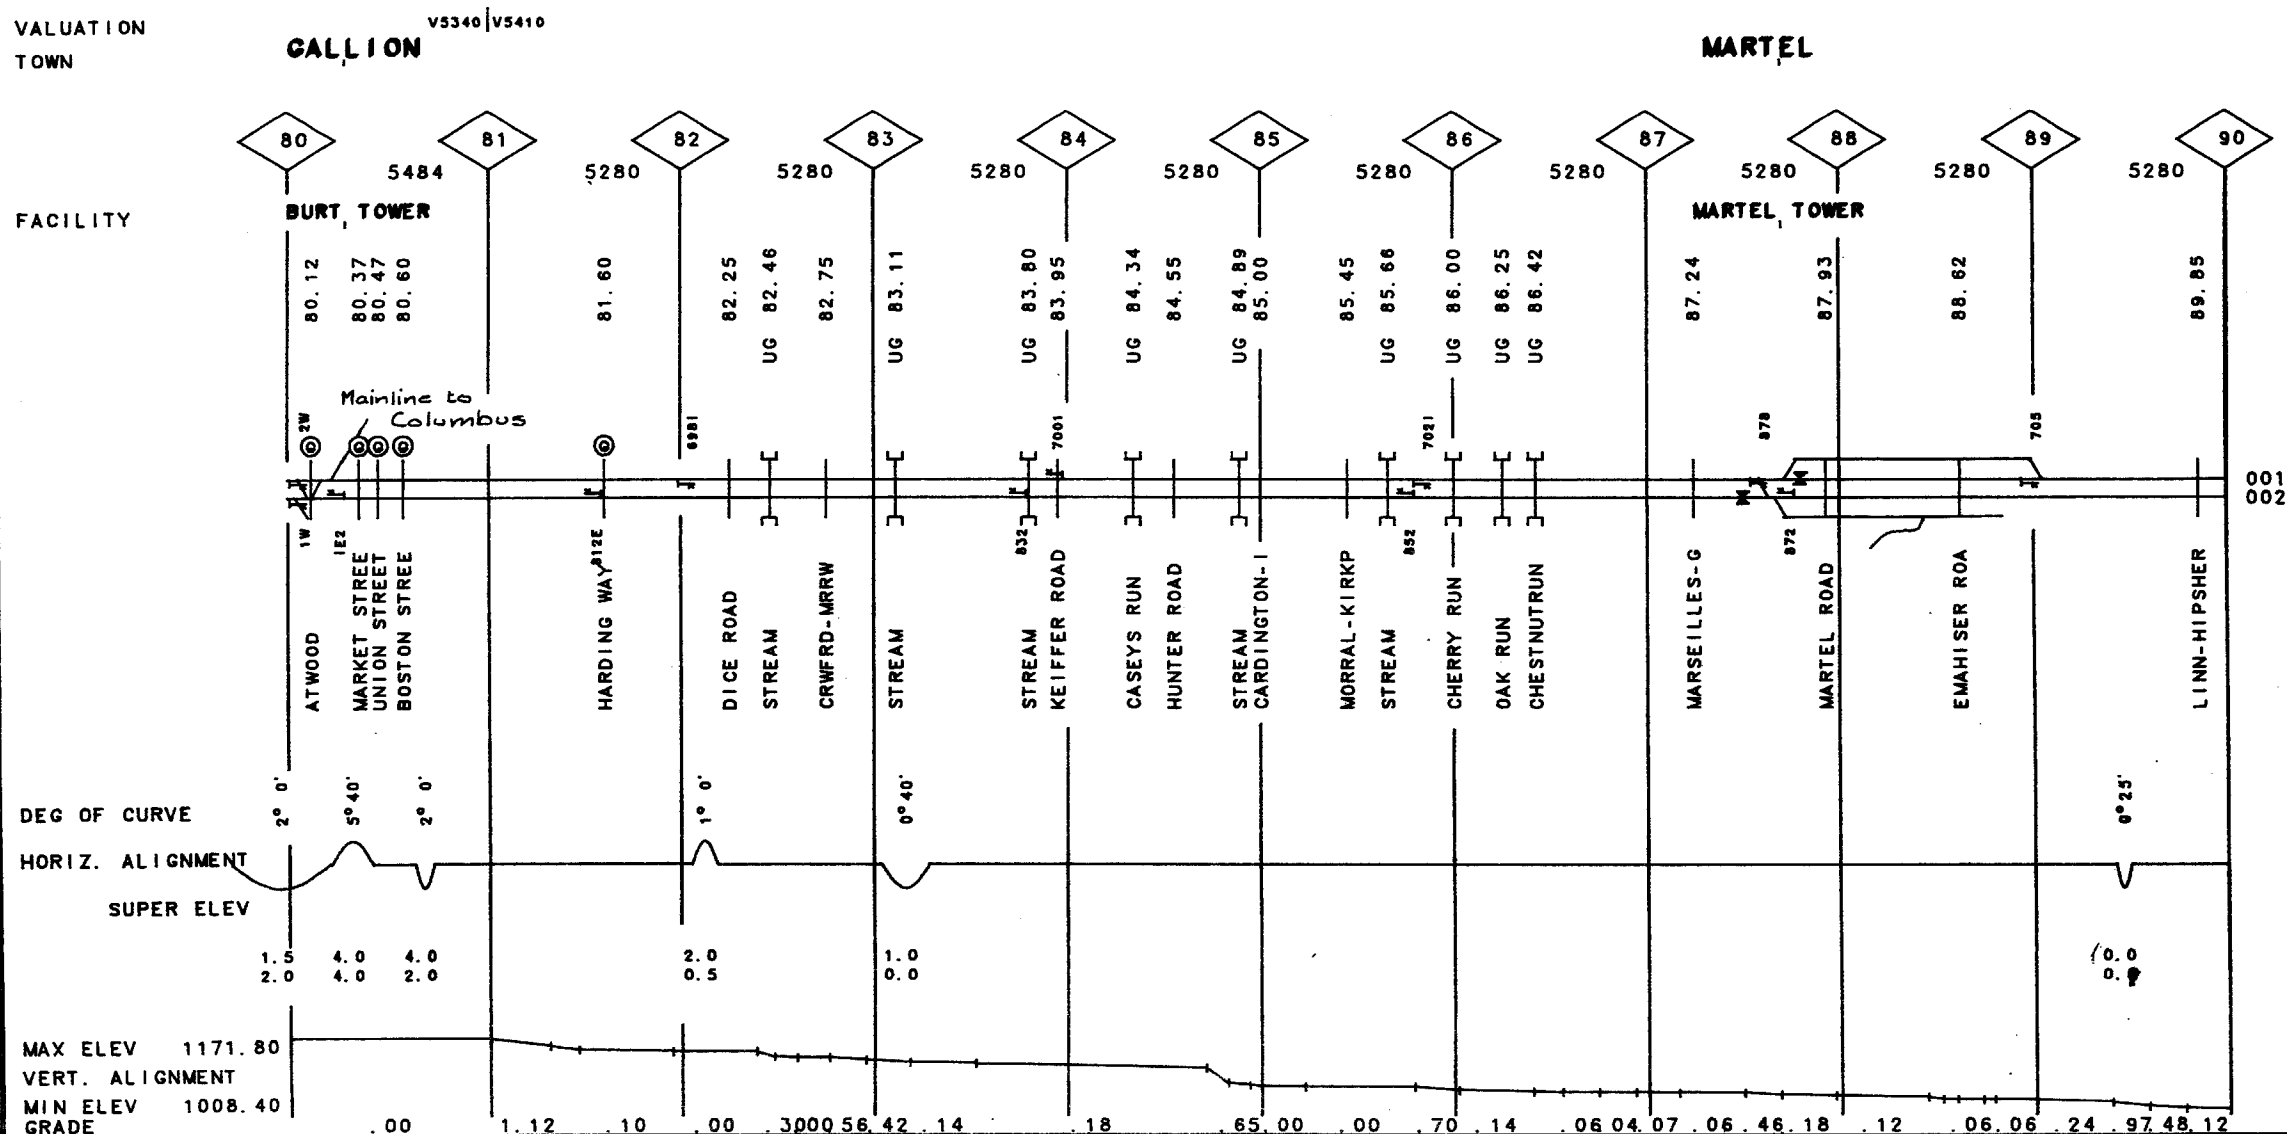 VALUATION V5340 V5410
TOWN GALLION MARTEL
80 81 82 83 84 85 86 87 88 89 90
5484 5280 5280 5280 5280 5280 5280 5280 5280 5280
FACILITY BURT TOWER MARTEL TOWER
80.12 80.37 80.47 80.60 81.60 82.25 UG 82.46 82.75 UG 83.11 UG 83.80 83.95 UG 84.34 84.55 UG 84.89 85.00 85.45 UG 85.66 UG 86.00 UG 86.25 UG 86.42 87.24 87.93 88.62 89.85
Mainline to
Columbus
2W 6981 7001 7021 878 705
001
002
1W 1E2 812E 832 852 872
ATWOOD
MARKET STREE
UNION STREET
BOSTON STREE
HARDING WAY
DICE ROAD
STREAM
CRWFRD-MRRW
STREAM
STREAM
KEIFFER ROAD
CASEYS RUN
HUNTER ROAD
STREAM
CARDINGTON-I
MORRAL-KIRKP
STREAM
CHERRY RUN
OAK RUN
CHESTNUTRUN
MARSEILLES-G
MARTEL ROAD
EMAHISER ROA
LINN-HIPSHER
DEG OF CURVE 2° 0' 5°40' 2° 0' 1° 0' 0°40' 0°25'
HORIZ. ALIGNMENT
SUPER ELEV
1.5 4.0 4.0 2.0 1.0 0.0
2.0 4.0 2.0 0.5 0.0
MAX ELEV 1171.80
VERT. ALIGNMENT
MIN ELEV 1008.40
GRADE .00 1.12 .10 .00 .3000 56.42 .14 .18 .65.00 .00 .70 .14 .06 04.07 .06 .46.18 .12 .06.06 .24 .97.48.12